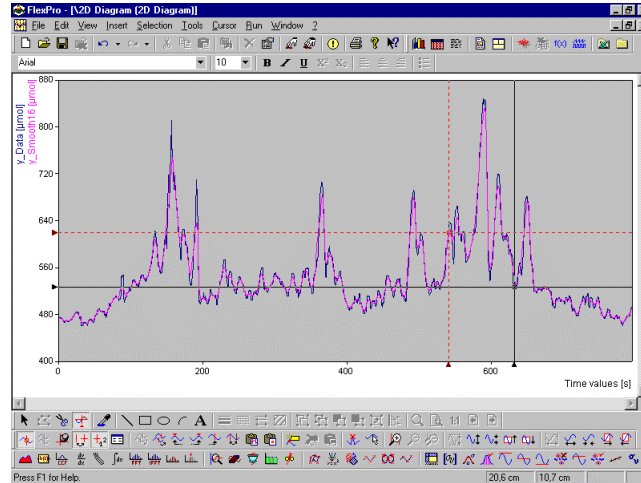 FlexPro - [\2D Diagram (2D Diagram)]
File Edit View Insert Selection Tools Cursor Run Window ?
Arial 10 B I U X² X₂
y_Data [µmol]
y_Smooth16 [µmol]
880
800
720
640
560
480
400
0 200 400 600
Time values [s]
Press F1 for Help. 20,6 cm 10,7 cm